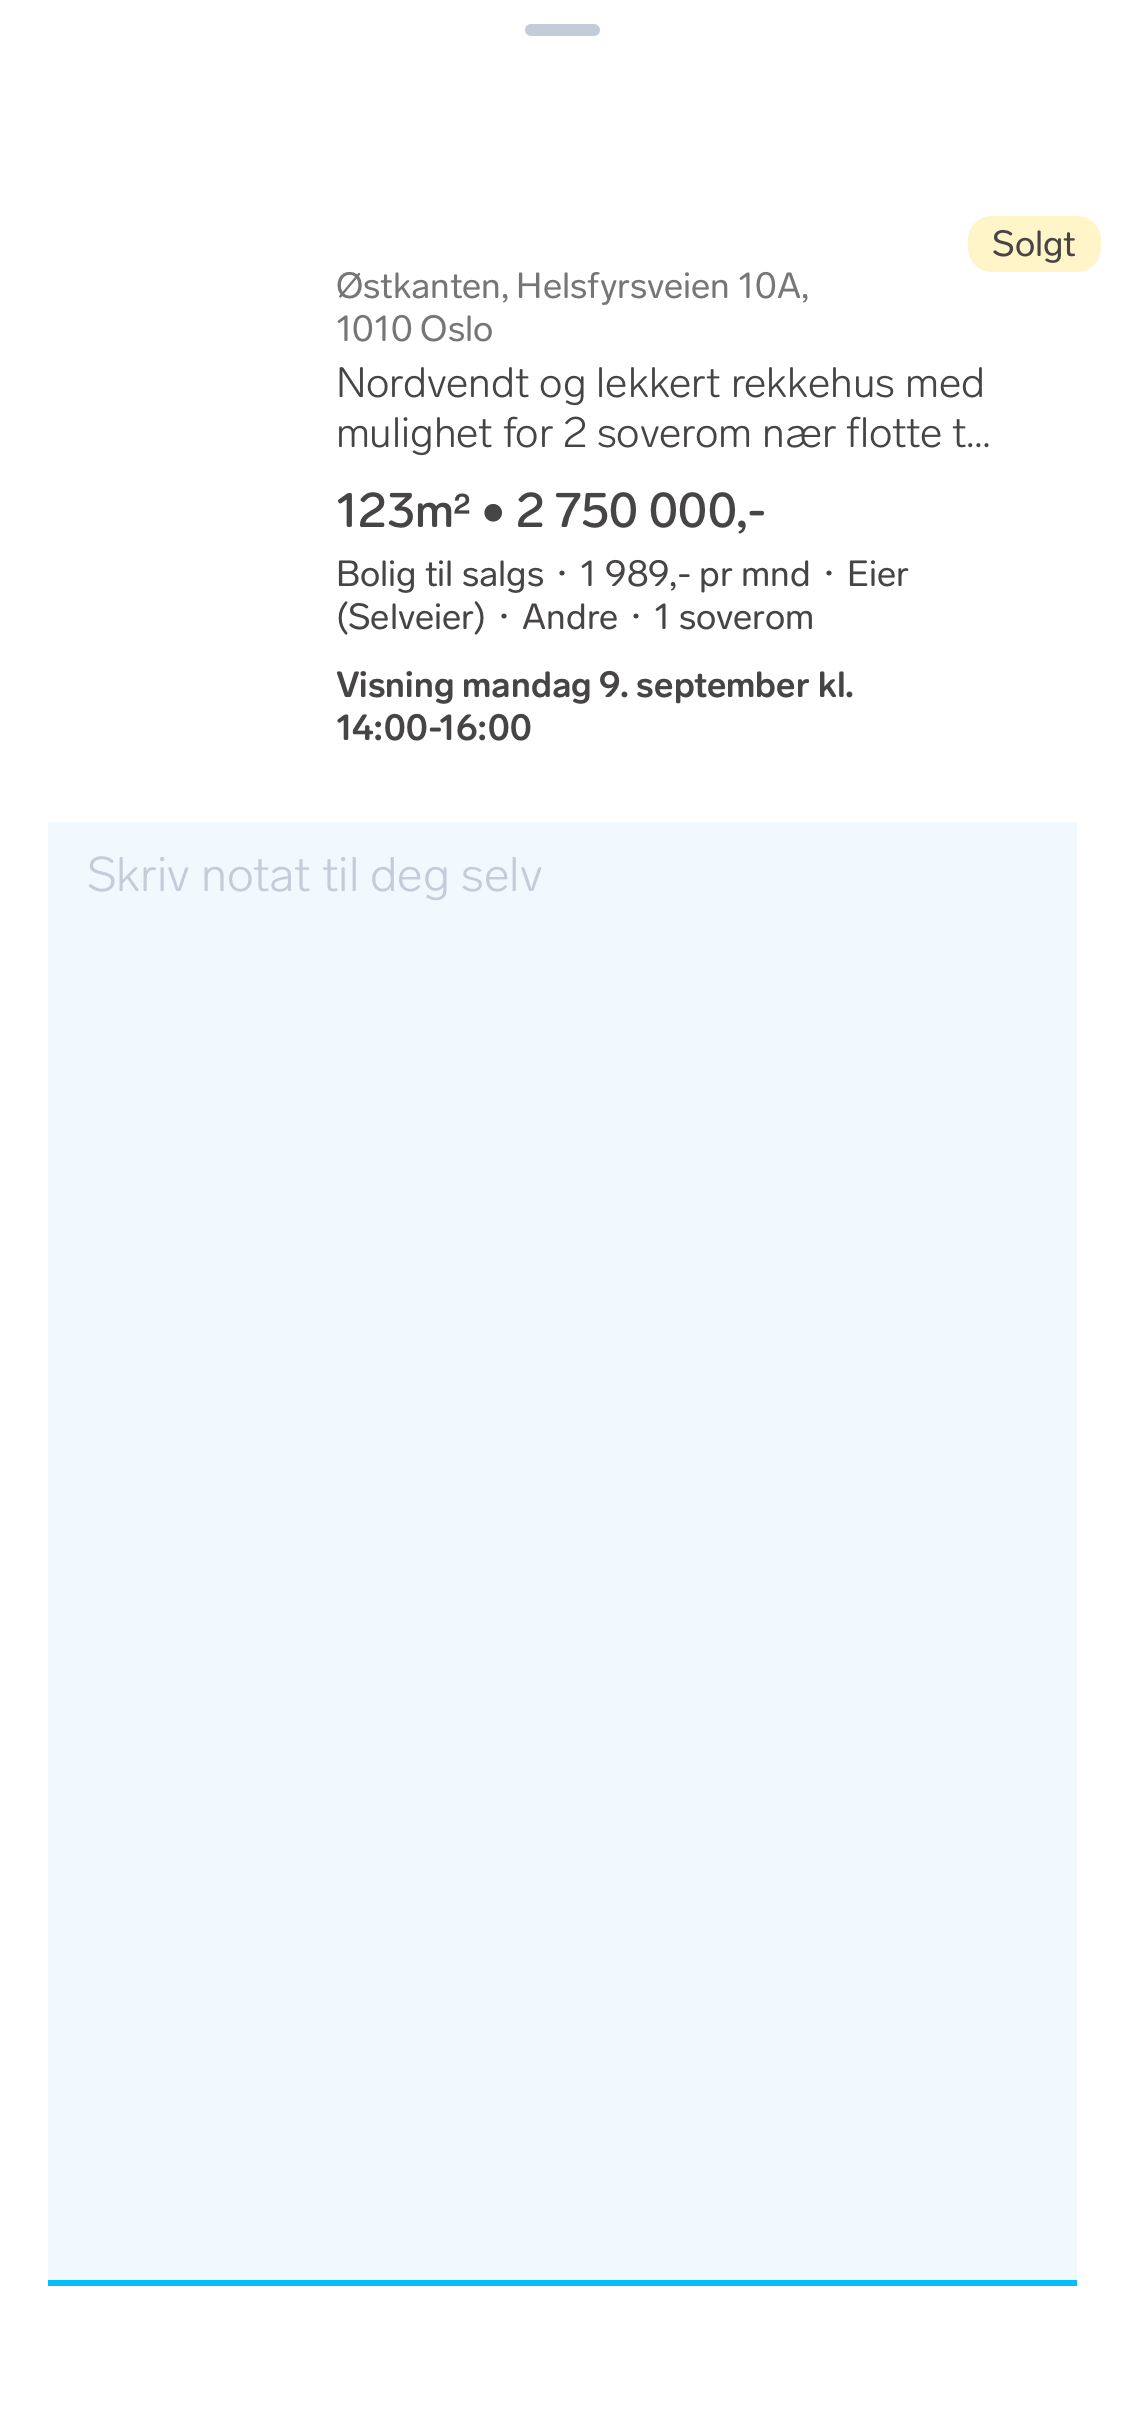 Solgt
Østkanten, Helsfyrsveien 10A,
1010 Oslo
Nordvendt og lekkert rekkehus med
mulighet for 2 soverom nær flotte t...
123m² • 2 750 000,-
Bolig til salgs · 1 989,- pr mnd · Eier
(Selveier) · Andre · 1 soverom
Visning mandag 9. september kl.
14:00-16:00
Skriv notat til deg selv